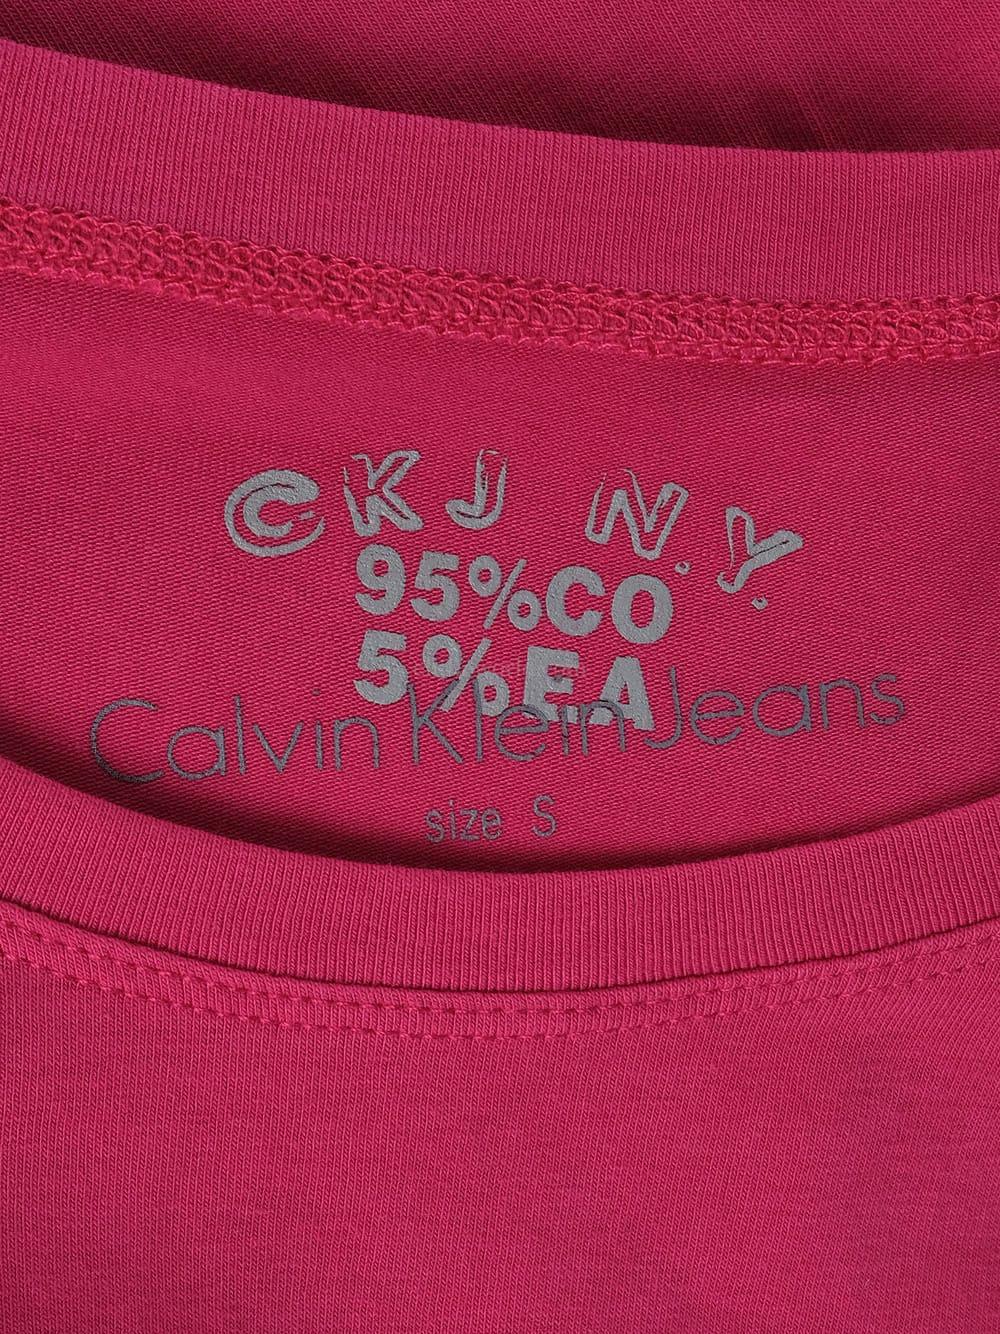 CKJ N.Y.
95%CO
5%EA
Calvin Klein Jeans
size S